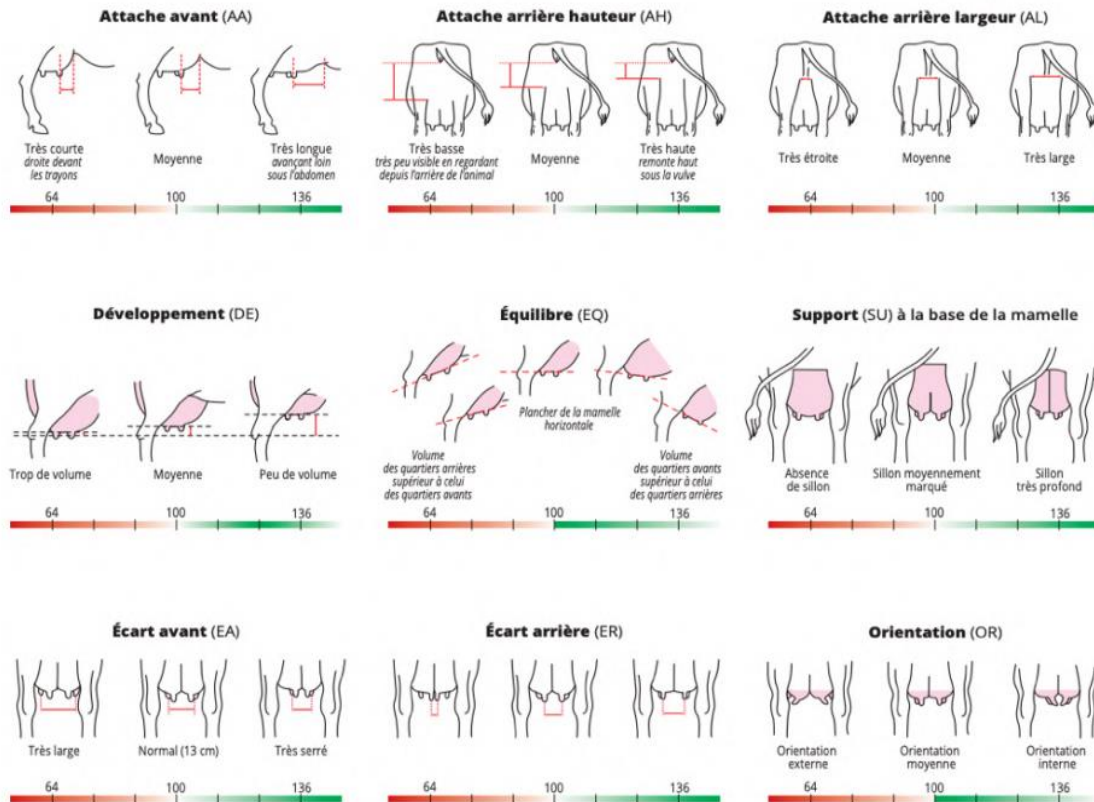 Attache avant (AA)
Très courte
droite devant
les trayons
Moyenne
Très longue
avançant loin
sous l'abdomen
64 100 136
Attache arrière hauteur (AH)
Très basse
très peu visible en regardant
depuis l'arrière de l'animal
Moyenne
Très haute
remonte haut
sous la vulve
64 100 136
Attache arrière largeur (AL)
Très étroite
Moyenne
Très large
64 100 136
Développement (DE)
Trop de volume
Moyenne
Peu de volume
64 100 136
Équilibre (EQ)
Volume
des quartiers arrières
supérieur à celui
des quartiers avants
Plancher de la mamelle
horizontale
Volume
des quartiers avants
supérieur à celui
des quartiers arrières
64 100 136
Support (SU) à la base de la mamelle
Absence
de sillon
Sillon moyennement
marqué
Sillon
très profond
64 100 136
Écart avant (EA)
Très large
Normal (13 cm)
Très serré
64 100 136
Écart arrière (ER)
64 100 136
Orientation (OR)
Orientation
externe
Orientation
moyenne
Orientation
interne
64 100 136